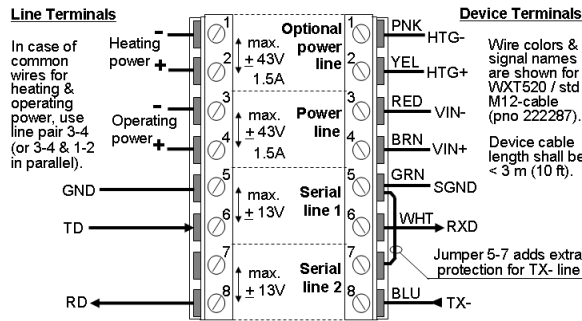 Line Terminals
Device Terminals
In case of
common
wires for
heating &
operating
power, use
line pair 3-4
(or 3-4 & 1-2
in parallel).
Heating
power
-
+
Operating
power
-
+
GND
TD
RD
1
2
3
4
5
6
7
8
max.
± 43V
1.5A
max.
± 43V
1.5A
max.
± 13V
max.
± 13V
Optional
power
line
Power
line
Serial
line 1
Serial
line 2
1
2
3
4
5
6
7
8
PNK HTG-
YEL HTG+
RED VIN-
BRN VIN+
GRN SGND
WHT RXD
BLU TX-
Wire colors &
signal names
are shown for
WXT520 / std
M12-cable
(pno 222287).
Device cable
length shall be
< 3 m (10 ft).
Jumper 5-7 adds extra
protection for TX- line